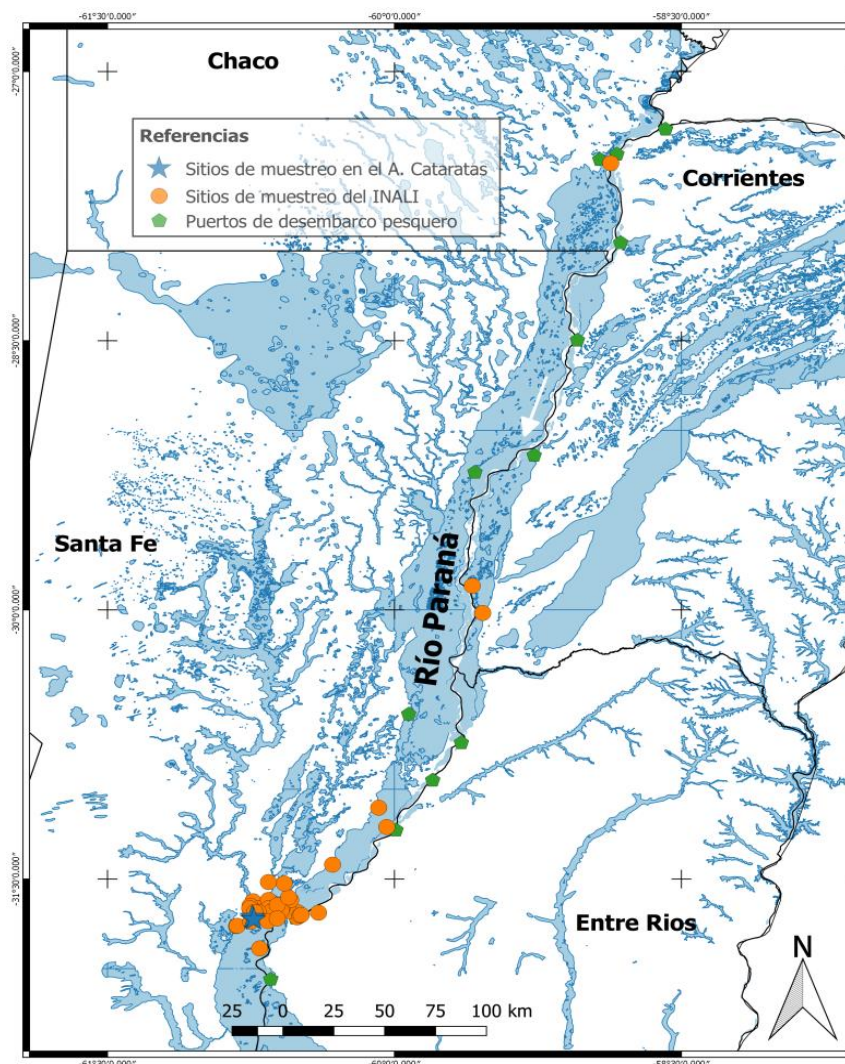 -61°30'0.000"
-60°0'0.000"
-58°30'0.000"
-27°0'0.000"
Chaco
Referencias
Sitios de muestreo en el A. Cataratas
Sitios de muestreo del INALI
Puertos de desembarco pesquero
Corrientes
-28°30'0.000"
Santa Fe
Río Paraná
-30°0'0.000"
-31°30'0.000"
Entre Rios
N
25 0 25 50 75 100 km
-61°30'0.000"
-60°0'0.000"
-58°30'0.000"